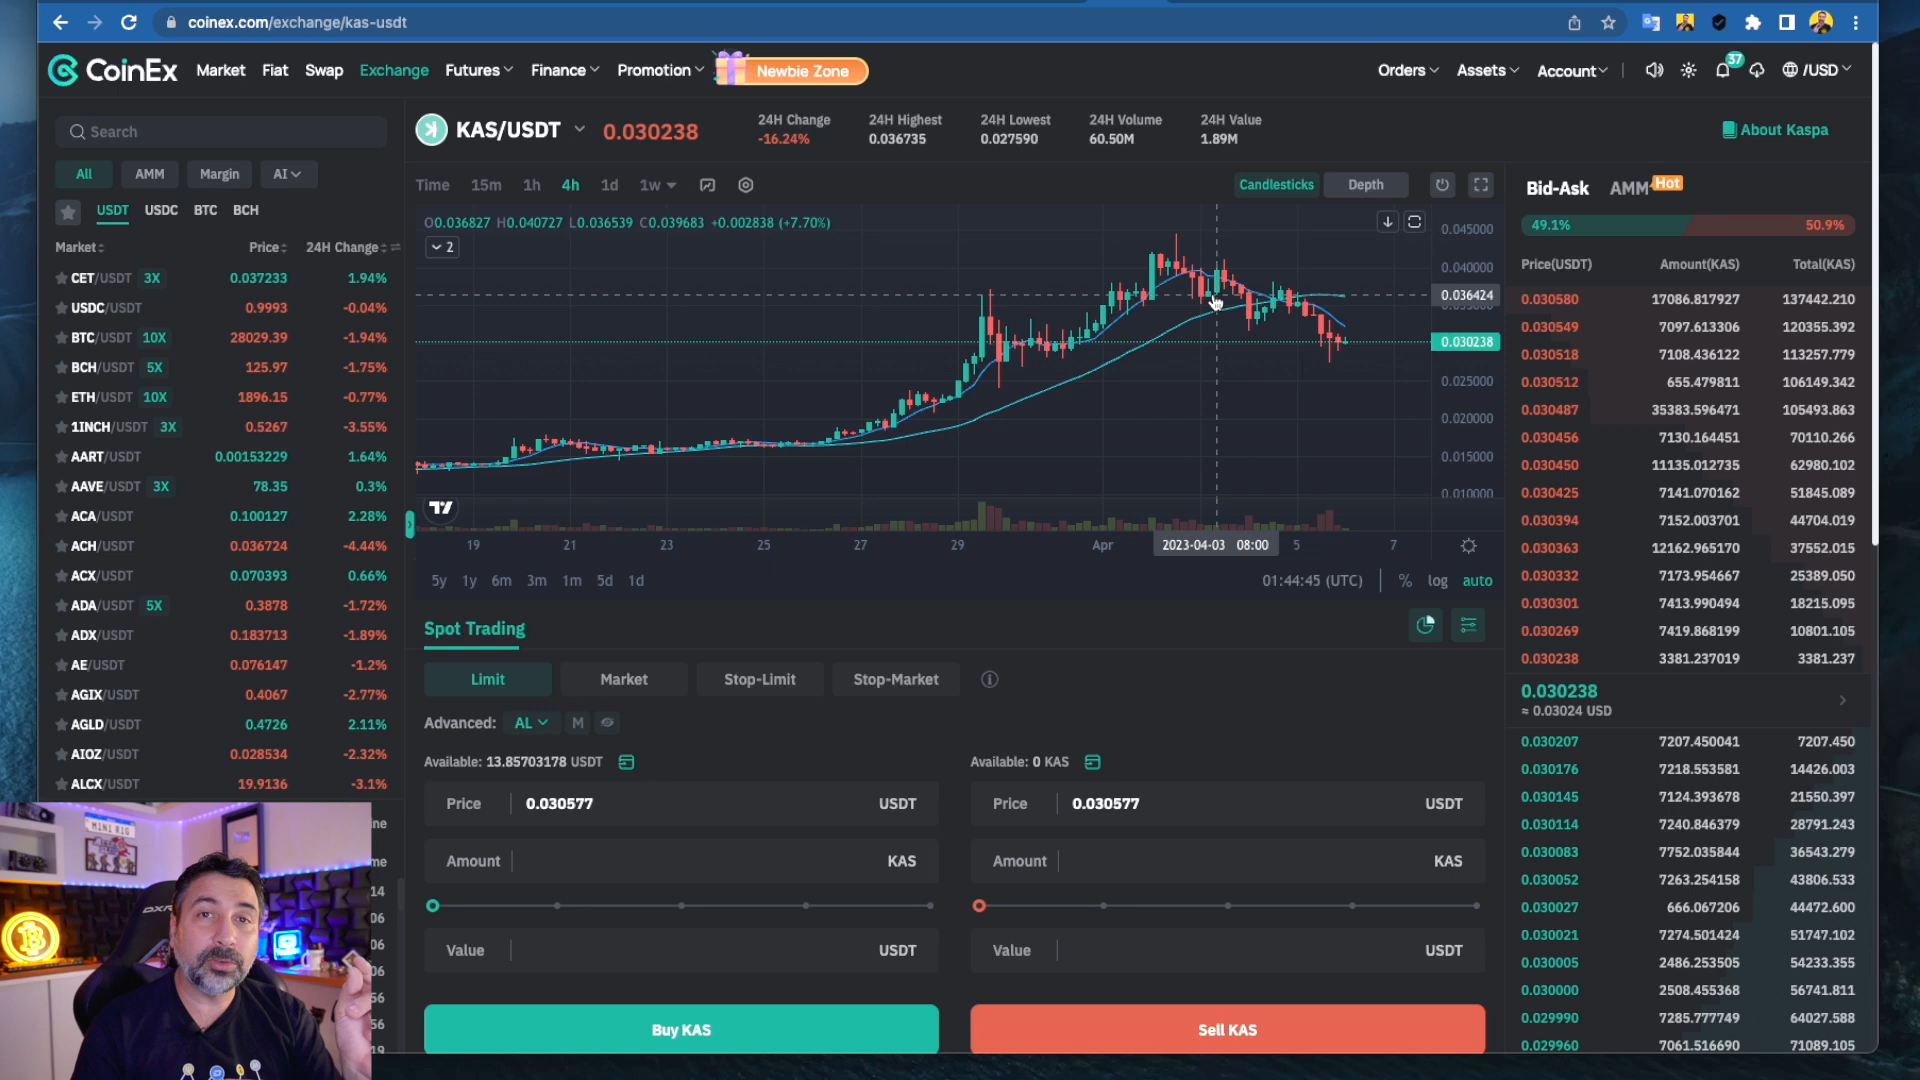 coinex.com/exchange/kas-usdt
CoinEx Market Fiat Swap Exchange Futures Finance Promotion Newbie Zone Orders Assets Account 37 /USD
Search
All AMM Margin AI
USDT USDC BTC BCH
Market Price 24H Change
CET/USDT 3X 0.037233 1.94%
USDC/USDT 0.9993 -0.04%
BTC/USDT 10X 28029.39 -1.94%
BCH/USDT 5X 125.97 -1.75%
ETH/USDT 10X 1896.15 -0.77%
1INCH/USDT 3X 0.5267 -3.55%
AART/USDT 0.00153229 1.64%
AAVE/USDT 3X 78.35 0.3%
ACA/USDT 0.100127 2.28%
ACH/USDT 0.036724 -4.44%
ACX/USDT 0.070393 0.66%
ADA/USDT 5X 0.3878 -1.72%
ADX/USDT 0.183713 -1.89%
AE/USDT 0.076147 -1.2%
AGIX/USDT 0.4067 -2.77%
AGLD/USDT 0.4726 2.11%
AIOZ/USDT 0.028534 -2.32%
ALCX/USDT 19.9136 -3.1%
KAS/USDT 0.030238
24H Change
-16.24%
24H Highest
0.036735
24H Lowest
0.027590
24H Volume
60.50M
24H Value
1.89M
About Kaspa
Time 15m 1h 4h 1d 1w
Candlesticks Depth
O0.036827 H0.040727 L0.036539 C0.039683 +0.002838 (+7.70%)
2
0.045000
0.040000
0.036424
0.030238
0.025000
0.020000
0.015000
0.010000
19 21 23 25 27 29 Apr 2023-04-03 08:00 5 7
5y 1y 6m 3m 1m 5d 1d
01:44:45 (UTC) % log auto
Spot Trading
Limit Market Stop-Limit Stop-Market
Advanced: AL M
Available: 13.85703178 USDT
Price 0.030577 USDT
Amount KAS
Value USDT
Buy KAS
Available: 0 KAS
Price 0.030577 USDT
Amount KAS
Value USDT
Sell KAS
Bid-Ask AMM Hot
49.1% 50.9%
Price(USDT) Amount(KAS) Total(KAS)
0.030580 17086.817927 137442.210
0.030549 7097.613306 120355.392
0.030518 7108.436122 113257.779
0.030512 655.479811 106149.342
0.030487 35383.596471 105493.863
0.030456 7130.164451 70110.266
0.030450 11135.012735 62980.102
0.030425 7141.070162 51845.089
0.030394 7152.003701 44704.019
0.030363 12162.965170 37552.015
0.030332 7173.954667 25389.050
0.030301 7413.990494 18215.095
0.030269 7419.868199 10801.105
0.030238 3381.237019 3381.237
0.030238
≈ 0.03024 USD
0.030207 7207.450041 7207.450
0.030176 7218.553581 14426.003
0.030145 7124.393678 21550.397
0.030114 7240.846379 28791.243
0.030083 7752.035844 36543.279
0.030052 7263.254158 43806.533
0.030027 666.067206 44472.600
0.030021 7274.501424 51747.102
0.030005 2486.253505 54233.355
0.030000 2508.455368 56741.811
0.029990 7285.777749 64027.588
0.029960 7061.516690 71089.105
MINI RIG
DXR
ne
me
14
06
06
06
56
56
19